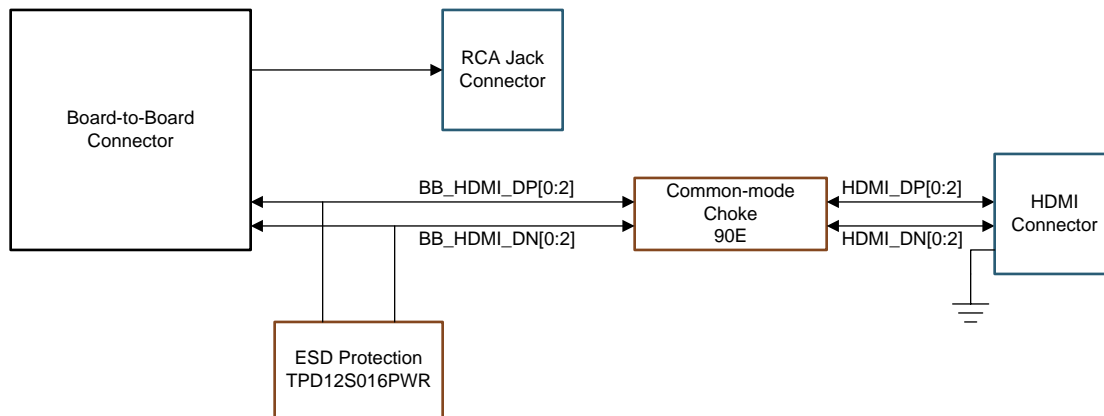 RCA Jack
Connector
Board-to-Board
Connector
BB_HDMI_DP[0:2]
BB_HDMI_DN[0:2]
Common-mode
Choke
90E
HDMI_DP[0:2]
HDMI_DN[0:2]
HDMI
Connector
ESD Protection
TPD12S016PWR